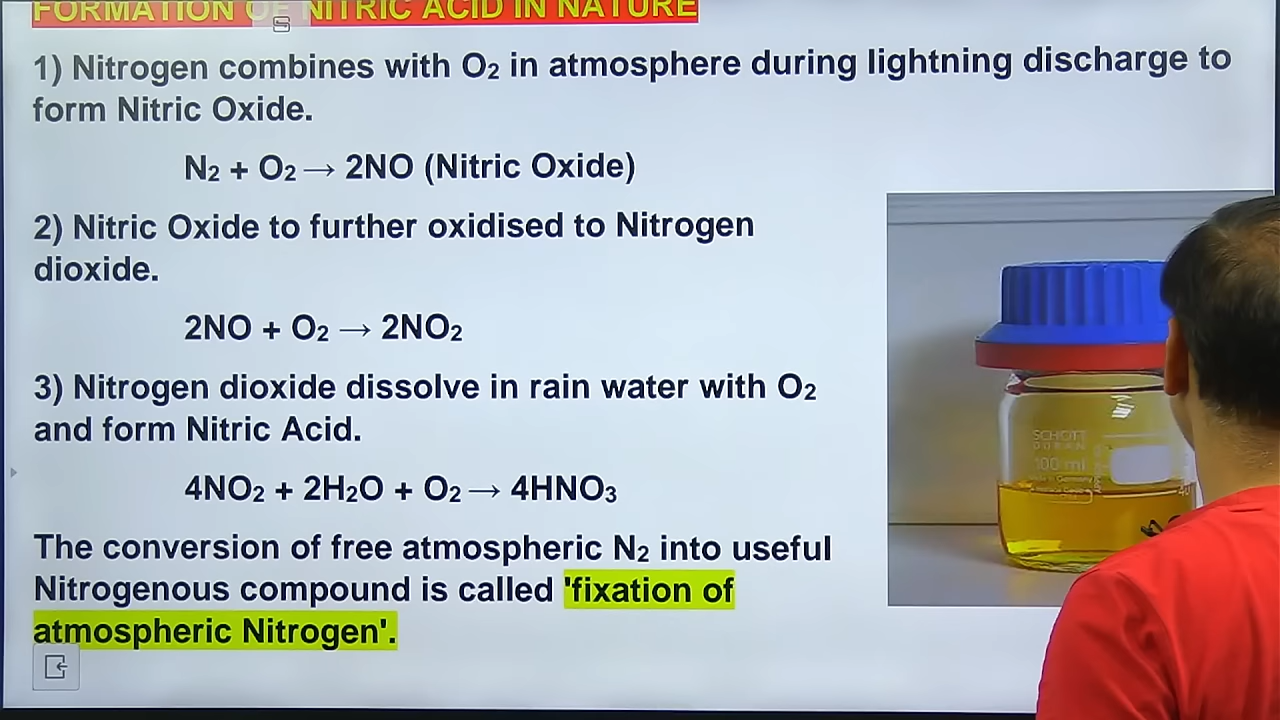 FORMATION OF NITRIC ACID IN NATURE
1) Nitrogen combines with O₂ in atmosphere during lightning discharge to
form Nitric Oxide.
N₂ + O₂ → 2NO (Nitric Oxide)
2) Nitric Oxide to further oxidised to Nitrogen
dioxide.
2NO + O₂ → 2NO₂
3) Nitrogen dioxide dissolve in rain water with O₂
and form Nitric Acid.
4NO₂ + 2H₂O + O₂ → 4HNO₃
The conversion of free atmospheric N₂ into useful
Nitrogenous compound is called 'fixation of
atmospheric Nitrogen'.
SCHOTT
DURAN
100 ml